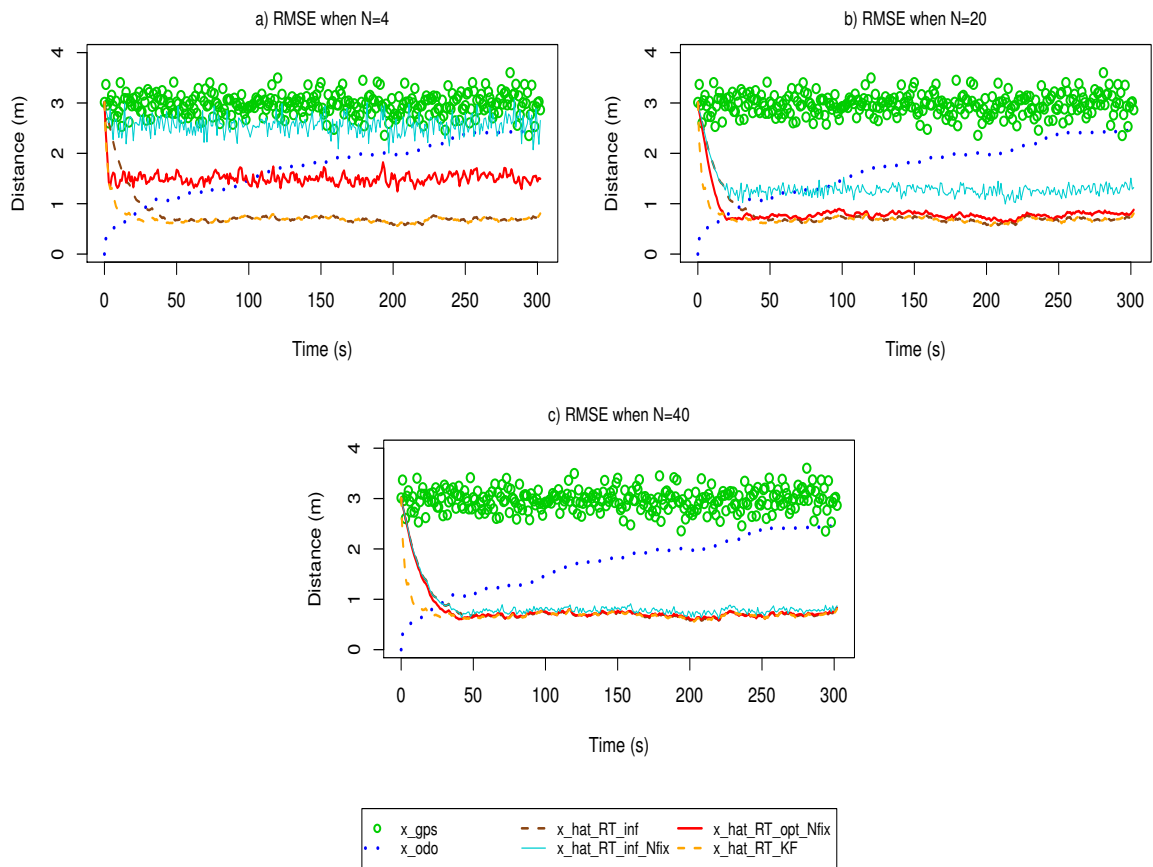 a) RMSE when N=4
Distance (m)
4
3
2
1
0
0 50 100 150 200 250 300
Time (s)
b) RMSE when N=20
Distance (m)
4
3
2
1
0
0 50 100 150 200 250 300
Time (s)
c) RMSE when N=40
Distance (m)
4
3
2
1
0
0 50 100 150 200 250 300
Time (s)
x_gps x_hat_RT_inf x_hat_RT_opt_Nfix
x_odo x_hat_RT_inf_Nfix x_hat_RT_KF